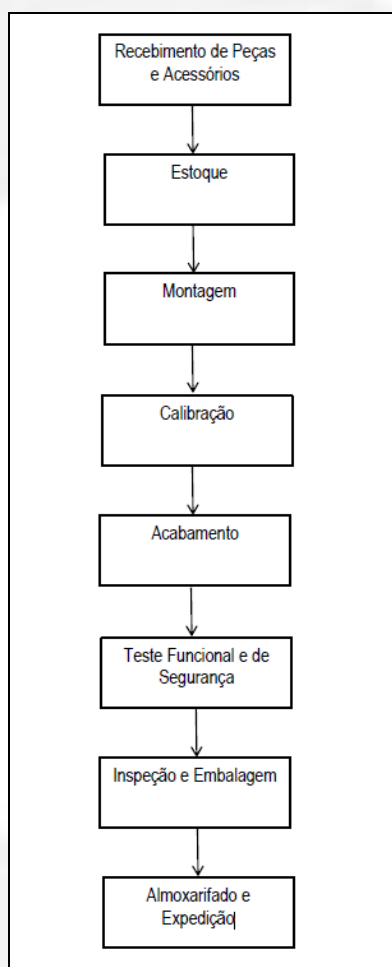 Recebimento de Peças
e Acessórios
Estoque
Montagem
Calibração
Acabamento
Teste Funcional e de
Segurança
Inspeção e Embalagem
Almoxarifado e
Expedição